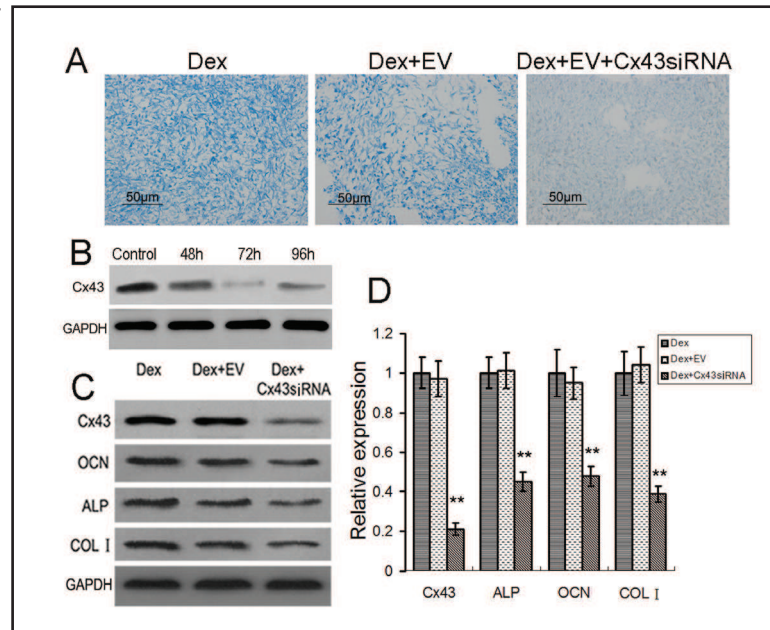 A
Dex
Dex+EV
Dex+EV+Cx43siRNA
50μm
50μm
50μm
B
Control 48h 72h 96h
Cx43
GAPDH
C
Dex Dex+EV Dex+
Cx43siRNA
Cx43
OCN
ALP
COL I
GAPDH
D
Relative expression
1.2
1
0.8
0.6
0.4
0.2
0
**
**
**
**
Cx43 ALP OCN COL I
Dex
Dex+EV
Dex+Cx43siRNA